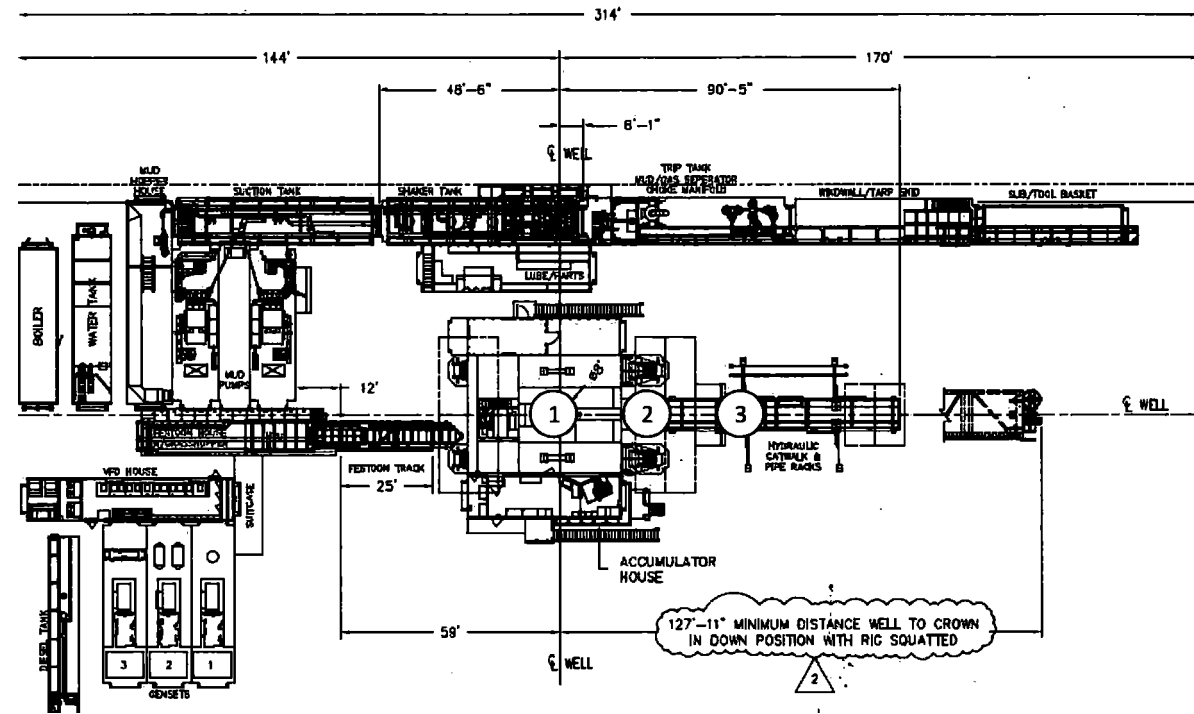 314'
144'
170'
48'-6"
90'-5"
8'-1"
℄ WELL
MUD
HOPPER
HOUSE
SUCTION TANK
SHAKER TANK
TRIP TANK
MUD/GAS SEPERATOR
CHOKE MANIFOLD
WINDWALL/TARP SKID
SUB/TOOL BASKET
LUBE/PARTS
BOILER
WATER TANK
MUD
PUMPS
12'
1
2
3
℄ WELL
HYDRAULIC
CATWALK &
PIPE RACKS
FESTOON TRACK
25'
VFD HOUSE
SUITCASE
ACCUMULATOR
HOUSE
DIESEL TANK
59'
127'-11" MINIMUM DISTANCE WELL TO CROWN
IN DOWN POSITION WITH RIG SQUATTED
℄ WELL
2
3
2
1
GENSETS